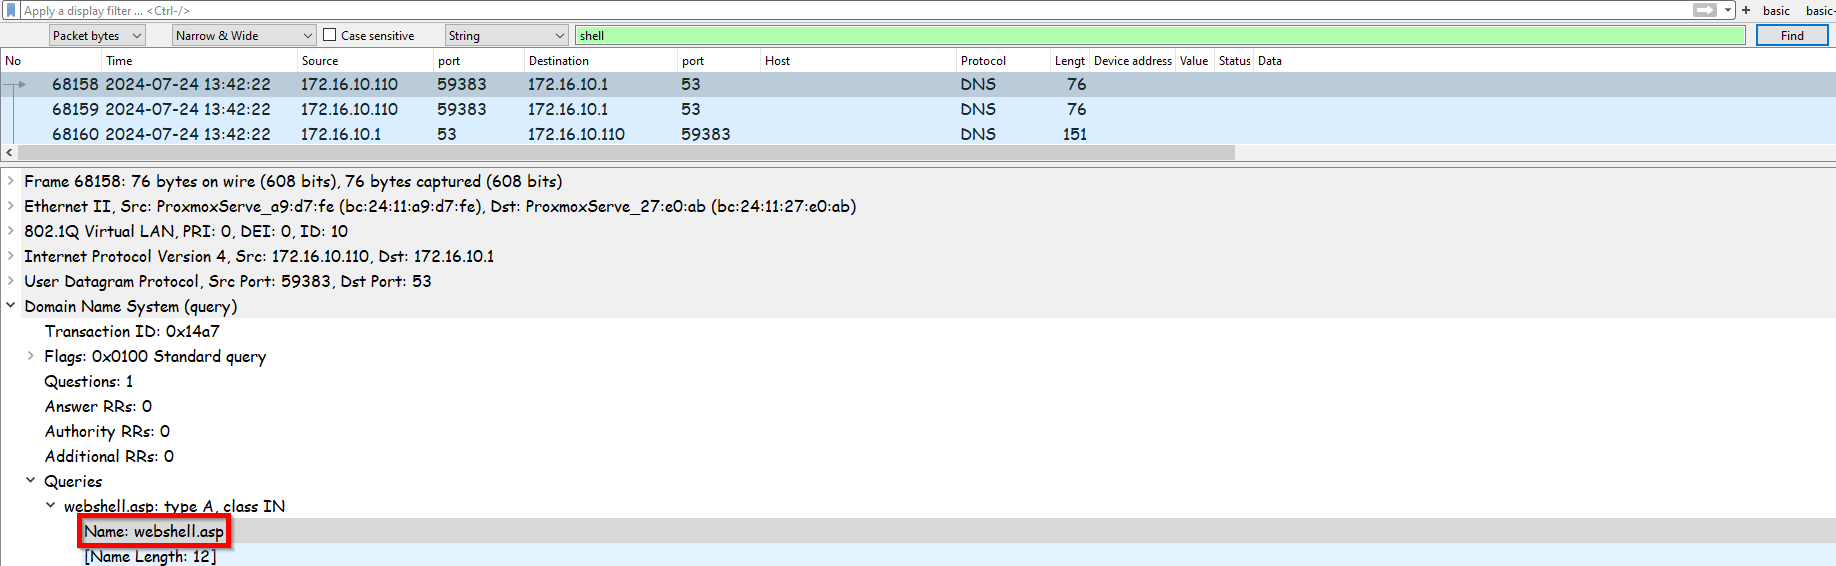 Apply a display filter ... <Ctrl-/> + basic basic-
Packet bytes Narrow & Wide Case sensitive String shell Find
No Time Source port Destination port Host Protocol Lengt Device address Value Status Data
68158 2024-07-24 13:42:22 172.16.10.110 59383 172.16.10.1 53 DNS 76
68159 2024-07-24 13:42:22 172.16.10.110 59383 172.16.10.1 53 DNS 76
68160 2024-07-24 13:42:22 172.16.10.1 53 172.16.10.110 59383 DNS 151
Frame 68158: 76 bytes on wire (608 bits), 76 bytes captured (608 bits)
Ethernet II, Src: ProxmoxServe_a9:d7:fe (bc:24:11:a9:d7:fe), Dst: ProxmoxServe_27:e0:ab (bc:24:11:27:e0:ab)
802.1Q Virtual LAN, PRI: 0, DEI: 0, ID: 10
Internet Protocol Version 4, Src: 172.16.10.110, Dst: 172.16.10.1
User Datagram Protocol, Src Port: 59383, Dst Port: 53
Domain Name System (query)
Transaction ID: 0x14a7
Flags: 0x0100 Standard query
Questions: 1
Answer RRs: 0
Authority RRs: 0
Additional RRs: 0
Queries
webshell.asp: type A, class IN
Name: webshell.asp
[Name Length: 12]